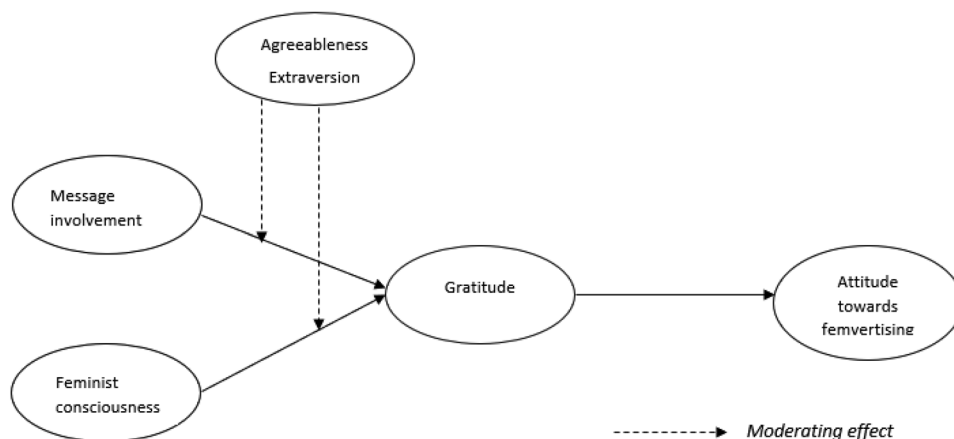 Agreeableness
Extraversion
Message
involvement
Gratitude
Attitude
towards
femvertising
Feminist
consciousness
Moderating effect